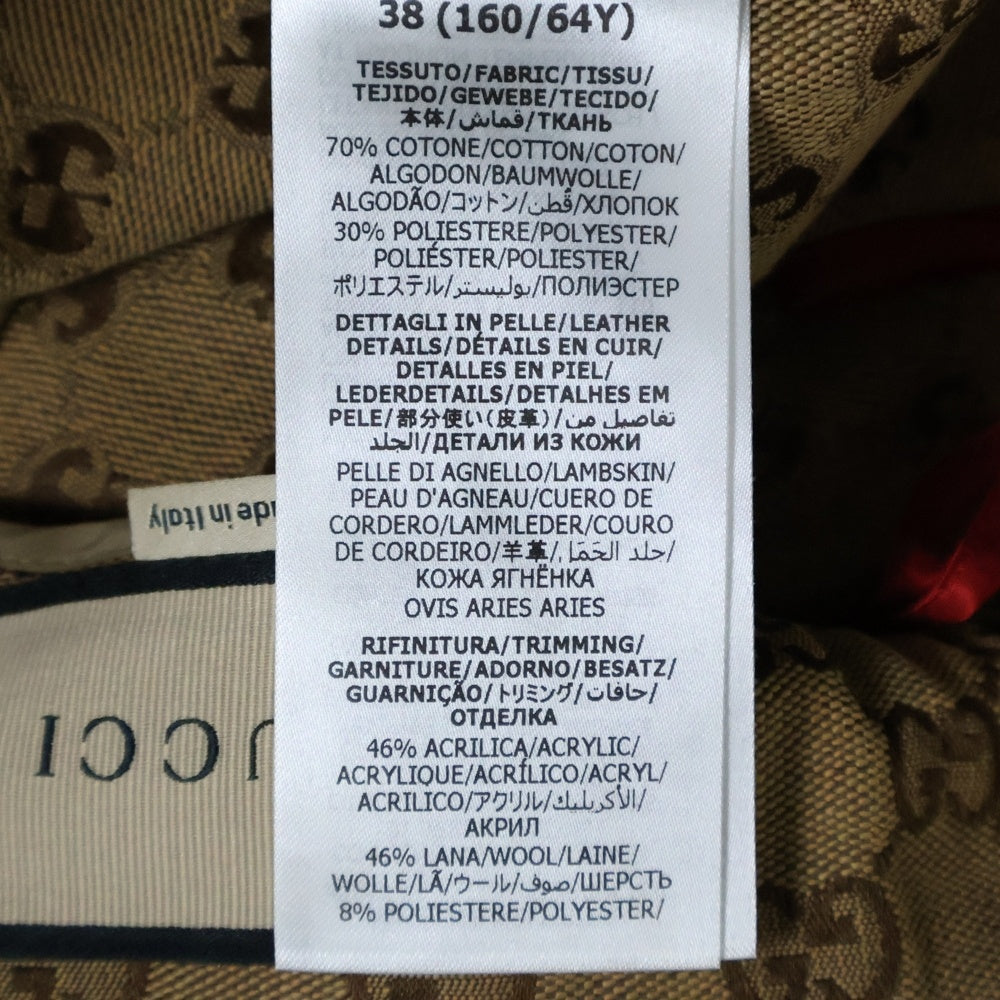 38 (160/64Y)
TESSUTO/FABRIC/TISSU/
TEJIDO/GEWEBE/TECIDO/
本体/قماش/ТКАНЬ
70% COTONE/COTTON/COTON/
ALGODON/BAUMWOLLE/
ALGODÃO/コットン/قُطن/ХЛОПОК
30% POLIESTERE/POLYESTER/
POLIÉSTER/POLIESTER/
ポリエステル/بوليستر/ПОЛИЭСТЕР
DETTAGLI IN PELLE/LEATHER
DETAILS/DÉTAILS EN CUIR/
DETALLES EN PIEL/
LEDERDETAILS/DETALHES EM
PELE/部分使い(皮革)/تفاصيل من
الجلد/ДЕТАЛИ ИЗ КОЖИ
PELLE DI AGNELLO/LAMBSKIN/
PEAU D'AGNEAU/CUERO DE
CORDERO/LAMMLEDER/COURO
DE CORDEIRO/羊革/جلد الحَمَل/
КОЖА ЯГНЁНКА
OVIS ARIES ARIES
RIFINITURA/TRIMMING/
GARNITURE/ADORNO/BESATZ/
GUARNIÇÃO/トリミング/حافات/
ОТДЕЛКА
46% ACRILICA/ACRYLIC/
ACRYLIQUE/ACRÍLICO/ACRYL/
ACRILICO/アクリル/الأكريليك/
АКРИЛ
46% LANA/WOOL/LAINE/
WOLLE/LÃ/ウール/صوف/ШЕРСТЬ
8% POLIESTERE/POLYESTER/
de in Italy
UCCI